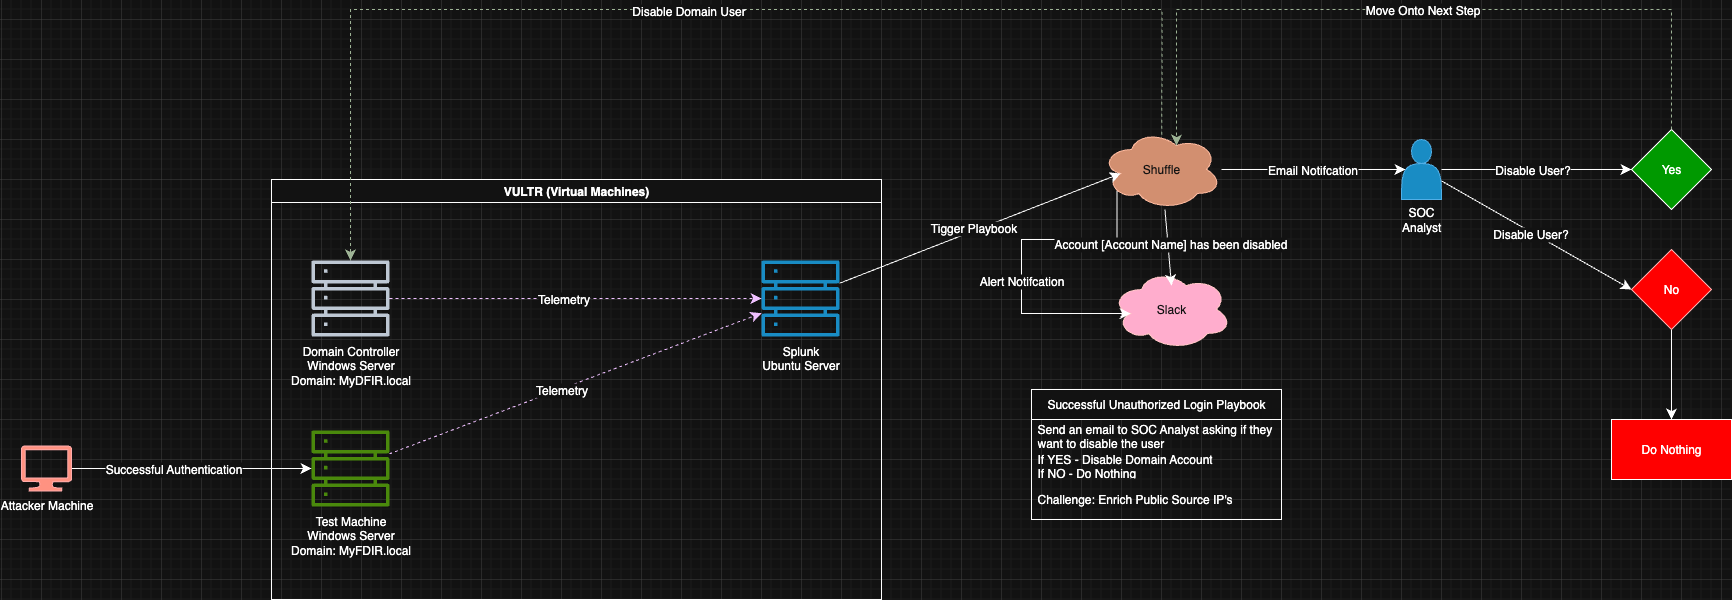 Disable Domain User
Move Onto Next Step
VULTR (Virtual Machines)
Shuffle
Email Notifcation
SOC
Analyst
Disable User?
Yes
Disable User?
No
Do Nothing
Tigger Playbook
Account [Account Name] has been disabled
Alert Notifcation
Slack
Telemetry
Domain Controller
Windows Server
Domain: MyDFIR.local
Splunk
Ubuntu Server
Telemetry
Successful Authentication
Attacker Machine
Test Machine
Windows Server
Domain: MyFDIR.local
Successful Unauthorized Login Playbook
Send an email to SOC Analyst asking if they
want to disable the user
If YES - Disable Domain Account
If NO - Do Nothing
Challenge: Enrich Public Source IP's